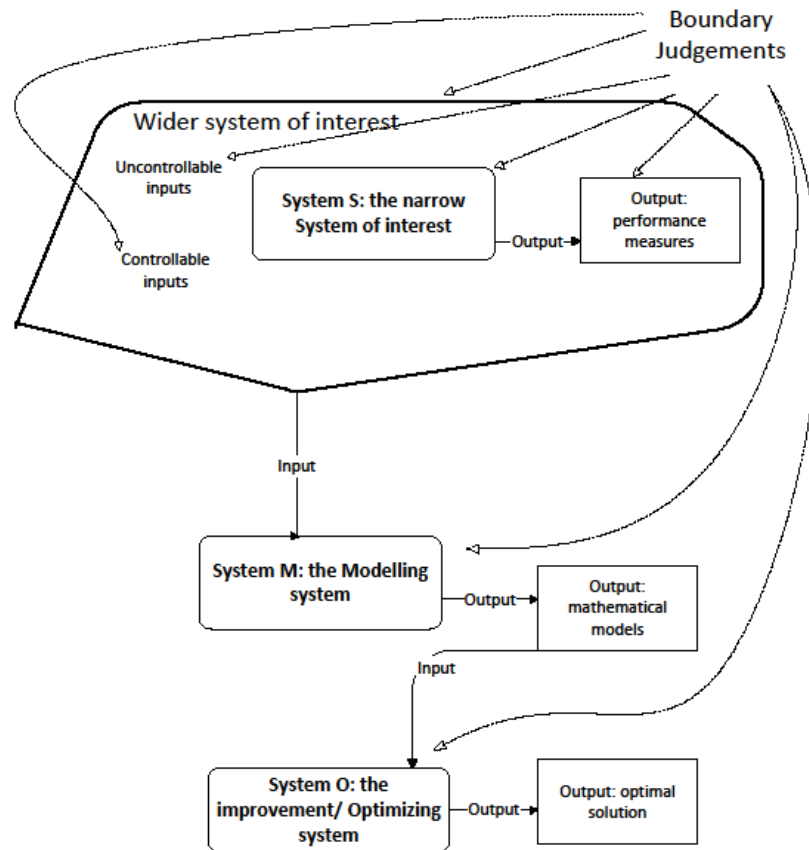 Boundary
Judgements
Wider system of interest
Uncontrollable
inputs
System S: the narrow
System of interest
Output
Output:
performance
measures
Controllable
inputs
Input
System M: the Modelling
system
Output
Output:
mathematical
models
Input
System O: the
improvement/ Optimizing
system
Output
Output: optimal
solution